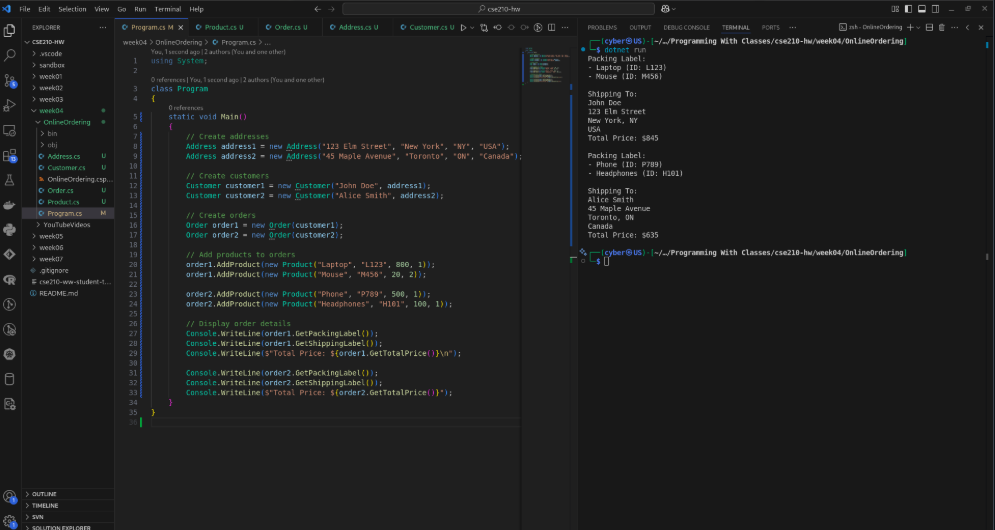 File Edit Selection View Go Run Terminal Help
cse210-hw
EXPLORER
CSE210-HW
.vscode
sandbox
week01
week02
week03
week04
OnlineOrdering
bin
obj
Address.cs U
Customer.cs U
OnlineOrdering.csp...
Order.cs U
Product.cs U
Program.cs M
YouTubeVideos
week05
week06
week07
.gitignore
cse210-ww-student-t...
README.md
OUTLINE
TIMELINE
SVN
SOLUTION EXPLORER
Program.cs M Product.cs U Order.cs U Address.cs U Customer.cs U
week04 > OnlineOrdering > Program.cs > ...
You, 1 second ago | 2 authors (You and one other)
1 using System;
2
0 references | You, 1 second ago | 2 authors (You and one other)
3 class Program
4 {
0 references
5 static void Main()
6 {
7 // Create addresses
8 Address address1 = new Address("123 Elm Street", "New York", "NY", "USA");
9 Address address2 = new Address("45 Maple Avenue", "Toronto", "ON", "Canada");
10
11 // Create customers
12 Customer customer1 = new Customer("John Doe", address1);
13 Customer customer2 = new Customer("Alice Smith", address2);
14
15 // Create orders
16 Order order1 = new Order(customer1);
17 Order order2 = new Order(customer2);
18
19 // Add products to orders
20 order1.AddProduct(new Product("Laptop", "L123", 800, 1));
21 order1.AddProduct(new Product("Mouse", "M456", 20, 2));
22
23 order2.AddProduct(new Product("Phone", "P789", 500, 1));
24 order2.AddProduct(new Product("Headphones", "H101", 100, 1));
25
26 // Display order details
27 Console.WriteLine(order1.GetPackingLabel());
28 Console.WriteLine(order1.GetShippingLabel());
29 Console.WriteLine($"Total Price: ${order1.GetTotalPrice()}\n");
30
31 Console.WriteLine(order2.GetPackingLabel());
32 Console.WriteLine(order2.GetShippingLabel());
33 Console.WriteLine($"Total Price: ${order2.GetTotalPrice()}");
34 }
35 }
36
PROBLEMS OUTPUT DEBUG CONSOLE TERMINAL PORTS
zsh - OnlineOrdering
(cyber㉿US)-[~/…/Programming With Classes/cse210-hw/week04/OnlineOrdering]
$ dotnet run
Packing Label:
- Laptop (ID: L123)
- Mouse (ID: M456)
Shipping To:
John Doe
123 Elm Street
New York, NY
USA
Total Price: $845
Packing Label:
- Phone (ID: P789)
- Headphones (ID: H101)
Shipping To:
Alice Smith
45 Maple Avenue
Toronto, ON
Canada
Total Price: $635
(cyber㉿US)-[~/…/Programming With Classes/cse210-hw/week04/OnlineOrdering]
$